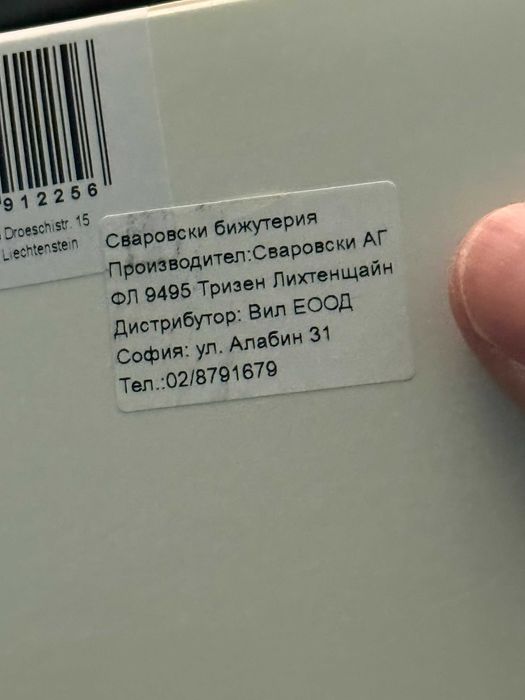 912256
Droeschistr. 15
Liechtenstein
Сваровски бижутерия
Производител:Сваровски АГ
ФЛ 9495 Тризен Лихтенщайн
Дистрибутор: Вил ЕООД
София: ул. Алабин 31
Тел.:02/8791679